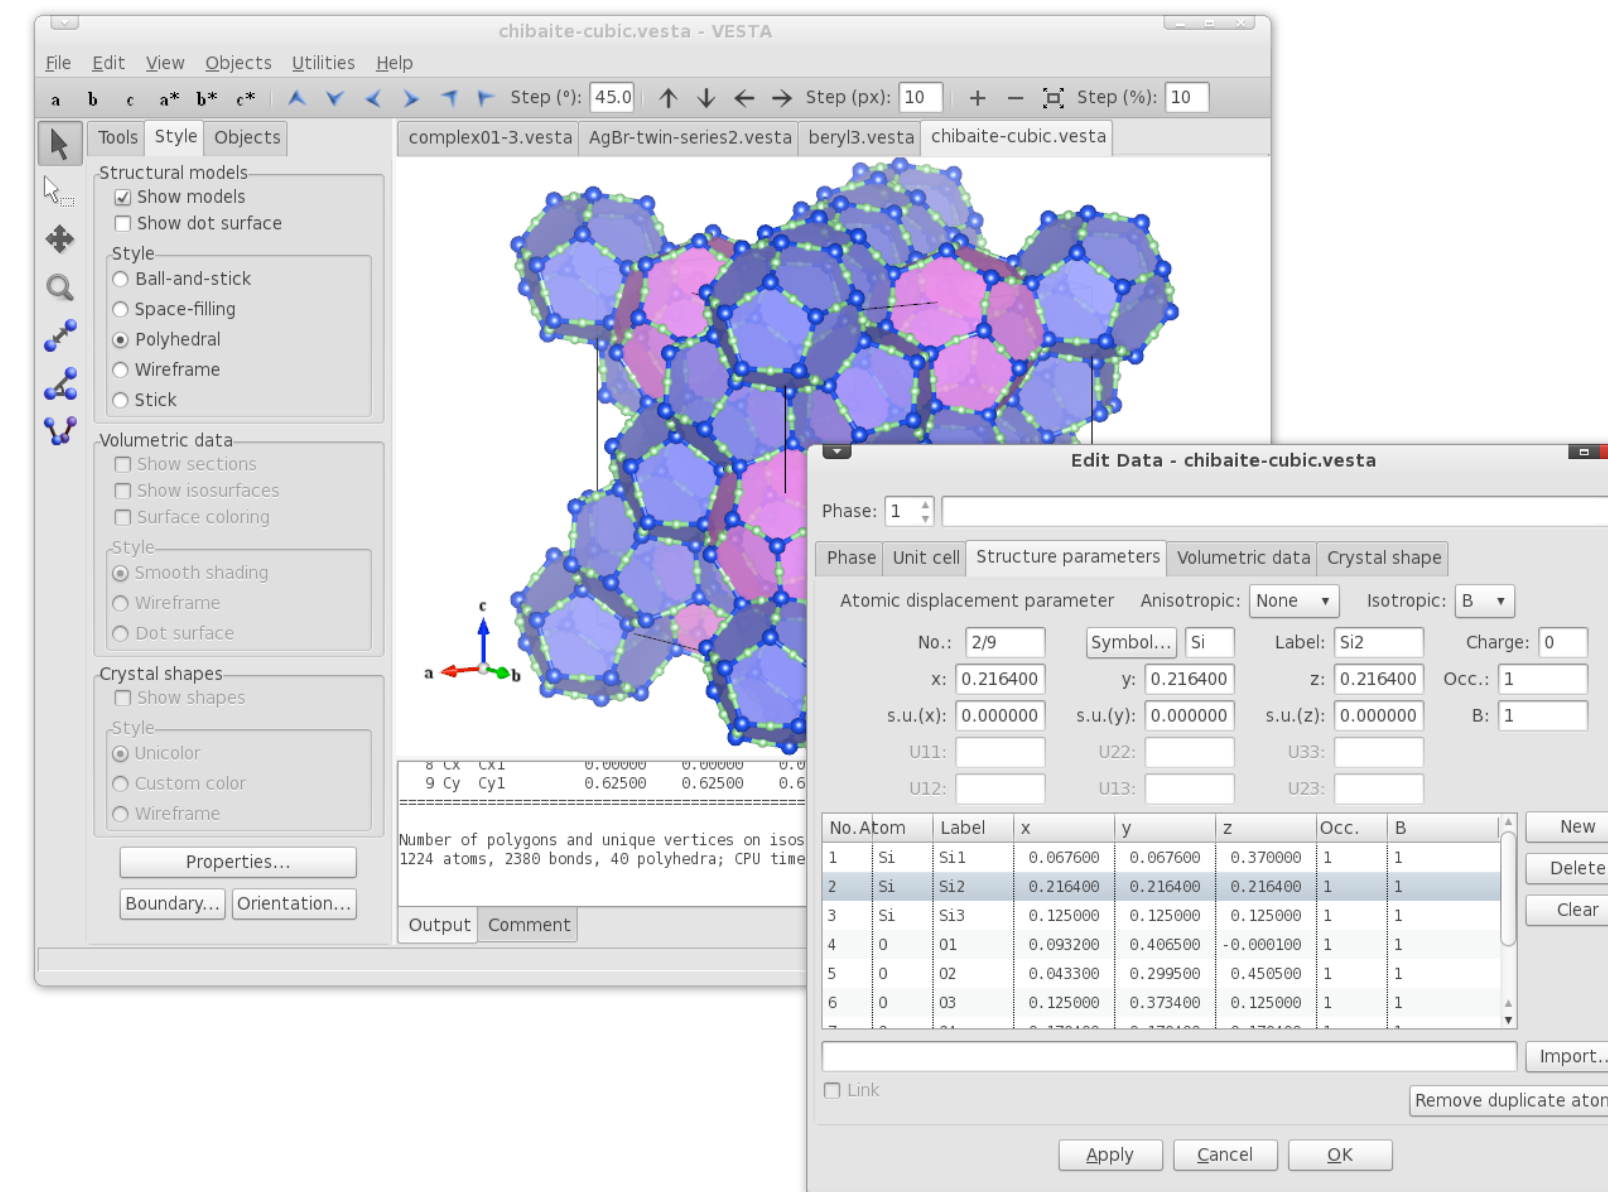 chibaite-cubic.vesta - VESTA
File Edit View Objects Utilities Help
a b c a* b* c* Step (°): 45.0 Step (px): 10 Step (%): 10
Tools Style Objects
complex01-3.vesta AgBr-twin-series2.vesta beryl3.vesta chibaite-cubic.vesta
Structural models
Show models
Show dot surface
Style
Ball-and-stick
Space-filling
Polyhedral
Wireframe
Stick
Volumetric data
Show sections
Show isosurfaces
Surface coloring
Style
Smooth shading
Wireframe
Dot surface
Crystal shapes
Show shapes
Style
Unicolor
Custom color
Wireframe
Properties...
Boundary... Orientation...
c
a
b
8 Cx Cx1 0.00000 0.00000 0.0
9 Cy Cy1 0.62500 0.62500 0.6
Number of polygons and unique vertices on isos
1224 atoms, 2380 bonds, 40 polyhedra; CPU time
Output Comment
Edit Data - chibaite-cubic.vesta
Phase: 1
Phase Unit cell Structure parameters Volumetric data Crystal shape
Atomic displacement parameter Anisotropic: None Isotropic: B
No.: 2/9 Symbol... Si Label: Si2 Charge: 0
x: 0.216400 y: 0.216400 z: 0.216400 Occ.: 1
s.u.(x): 0.000000 s.u.(y): 0.000000 s.u.(z): 0.000000 B: 1
U11: U22: U33:
U12: U13: U23:
No. Atom Label x y z Occ. B
1 Si Si1 0.067600 0.067600 0.370000 1 1
2 Si Si2 0.216400 0.216400 0.216400 1 1
3 Si Si3 0.125000 0.125000 0.125000 1 1
4 O O1 0.093200 0.406500 -0.000100 1 1
5 O O2 0.043300 0.299500 0.450500 1 1
6 O O3 0.125000 0.373400 0.125000 1 1
New
Delete
Clear
Import..
Link
Remove duplicate aton
Apply Cancel OK